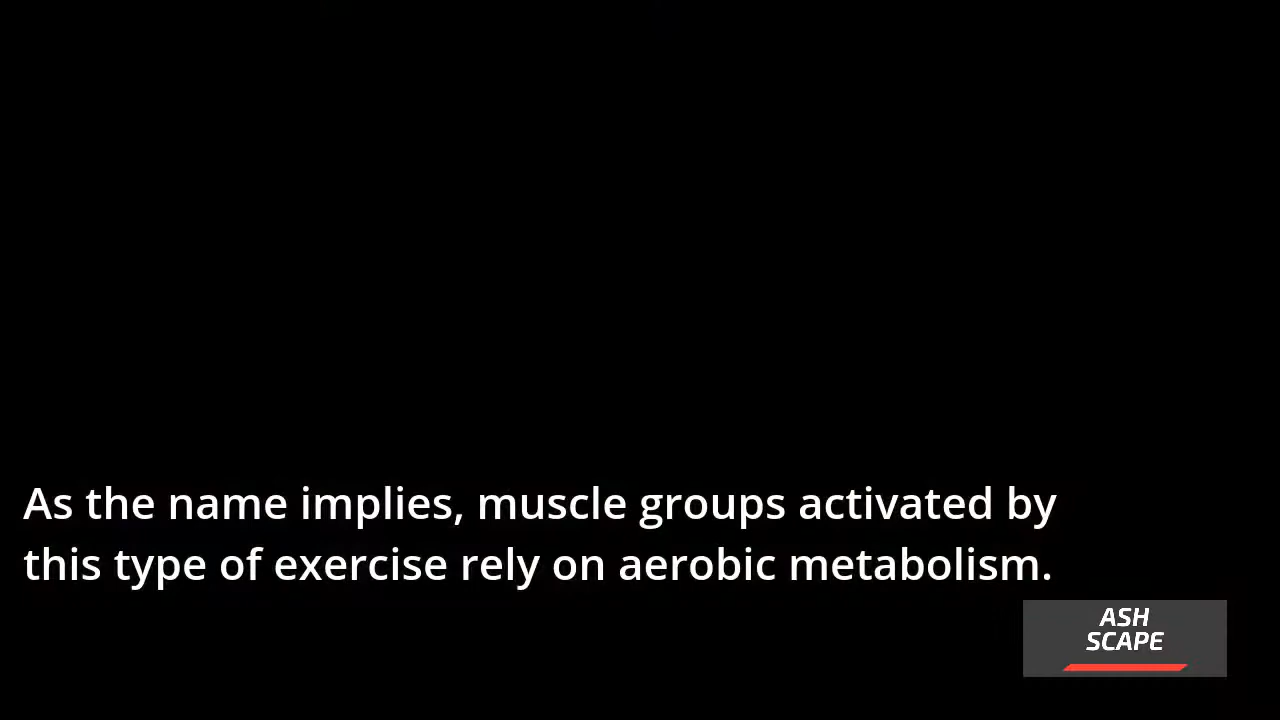 As the name implies, muscle groups activated by
this type of exercise rely on aerobic metabolism.
ASH
SCAPE